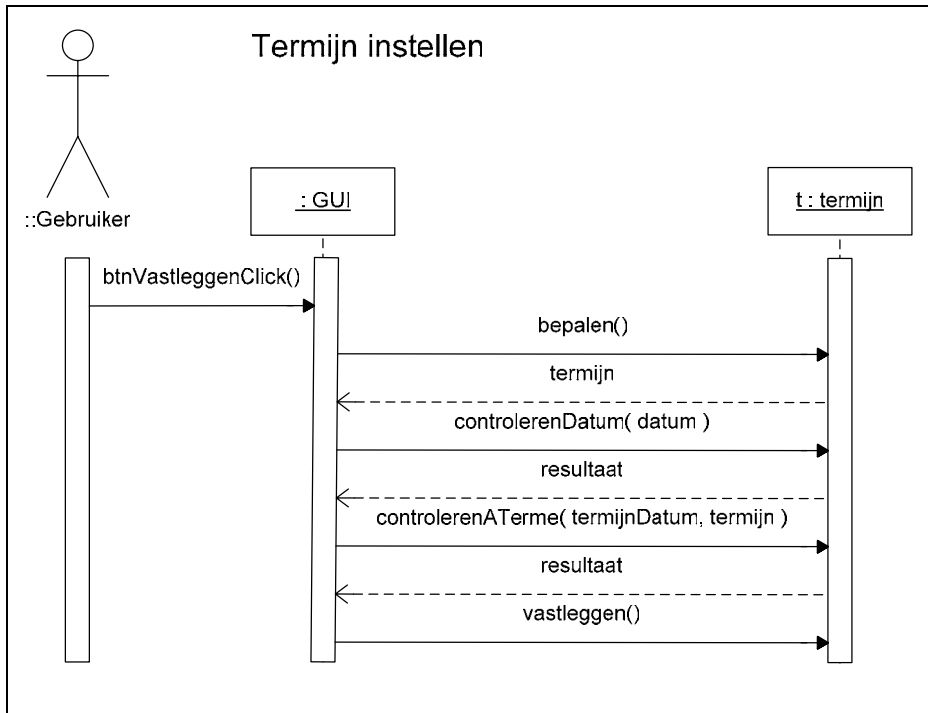 Termijn instellen
: GUI
t : termijn
::Gebruiker
btnVastleggenClick()
bepalen()
termijn
controlerenDatum( datum )
resultaat
controlerenATerme( termijnDatum, termijn )
resultaat
vastleggen()